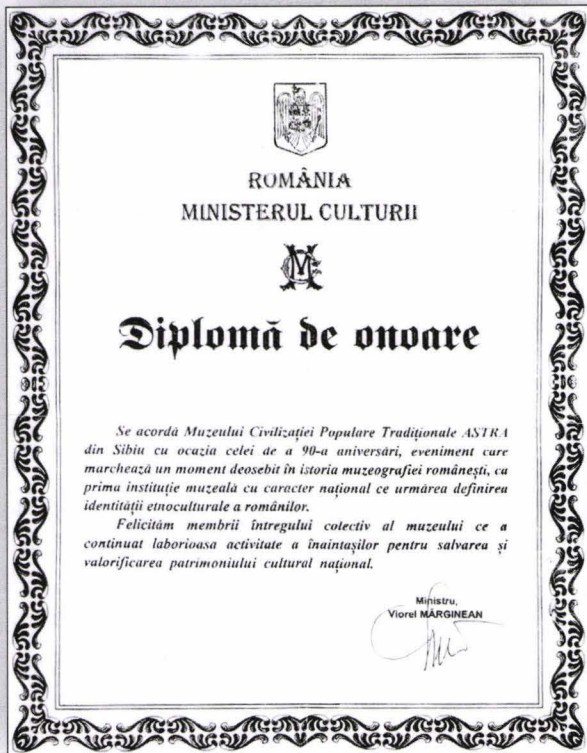 ROMÂNIA
MINISTERUL CULTURII
Diplomă de onoare
Se acordă Muzeului Civilizației Populare Tradiționale ASTRA
din Sibiu cu ocazia celei de a 90-a aniversări, eveniment care
marchează un moment deosebit în istoria muzeografiei românești, ca
prima instituție muzeală cu caracter național ce urmărea definirea
identității etnoculturale a românilor.
Felicităm membrii întregului colectiv al muzeului ce a
continuat laborioasa activitate a înaintașilor pentru salvarea și
valorificarea patrimoniului cultural național.
Ministru,
Viorel MĂRGINEAN